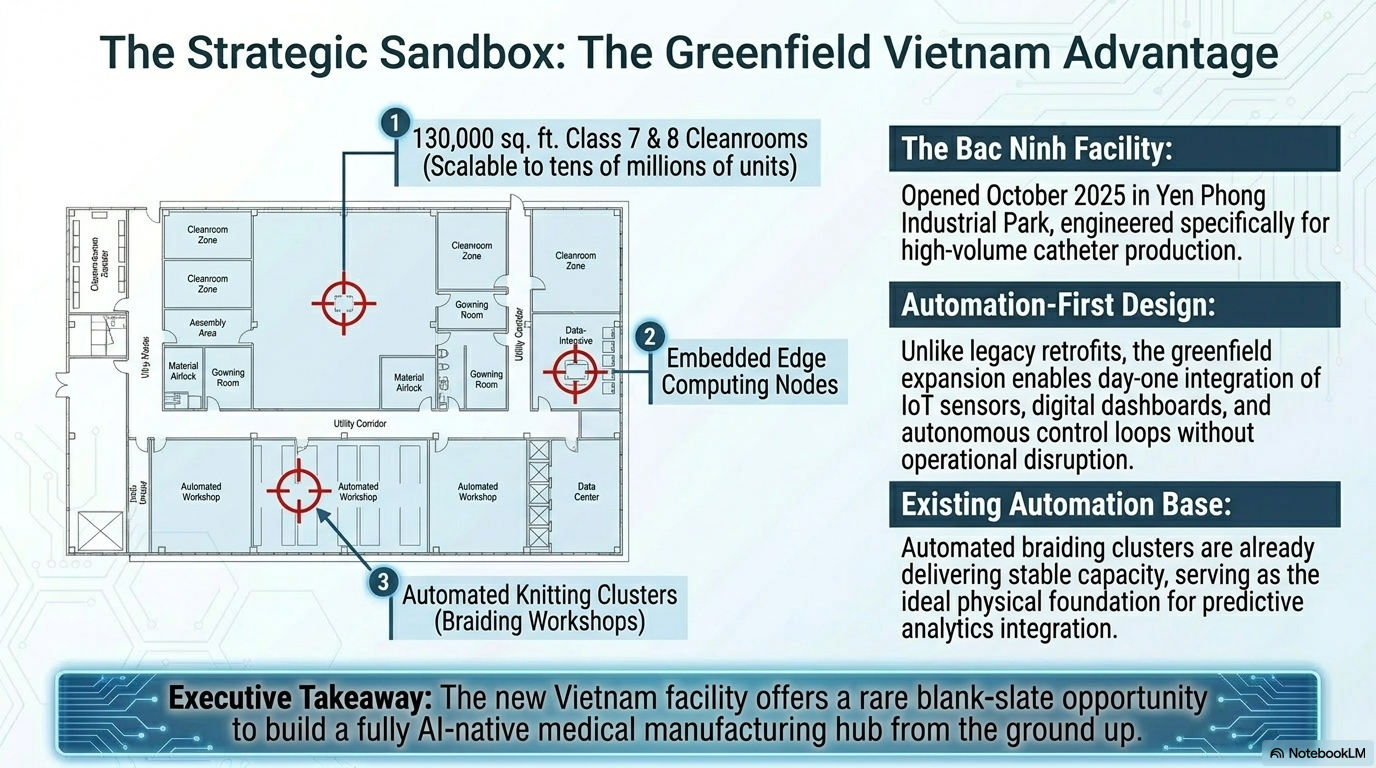 The Strategic Sandbox: The Greenfield Vietnam Advantage
1
130,000 sq. ft. Class 7 & 8 Cleanrooms
(Scalable to tens of millions of units)
Cleanroom
Zone
Cleanroom
Zone
Aesembly
Area
Material
Airlock
Gowning
Room
Material
Airlock
Cleanroom
Zone
Gowning
Room
Gowning
Room
Utility Corridor
Cleanroom
Zone
Data-
Intensive
2
Embedded Edge
Computing Nodes
Utility Corridor
Automated
Workshop
Automated
Workshop
Automated
Workshop
Data
Center
3
Automated Knitting Clusters
(Braiding Workshops)
The Bac Ninh Facility:
Opened October 2025 in Yen Phong
Industrial Park, engineered specifically for
high-volume catheter production.
Automation-First Design:
Unlike legacy retrofits, the greenfield
expansion enables day-one integration of
IoT sensors, digital dashboards, and
autonomous control loops without
operational disruption.
Existing Automation Base:
Automated braiding clusters are already
delivering stable capacity, serving as the
ideal physical foundation for predictive
analytics integration.
Executive Takeaway: The new Vietnam facility offers a rare blank-slate opportunity
to build a fully AI-native medical manufacturing hub from the ground up.
NotebookLM